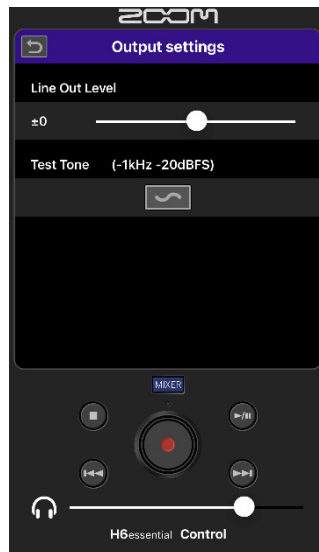 ZOOM
Output settings
Line Out Level
±0
Test Tone (-1kHz -20dBFS)
MIXER
H6essential Control